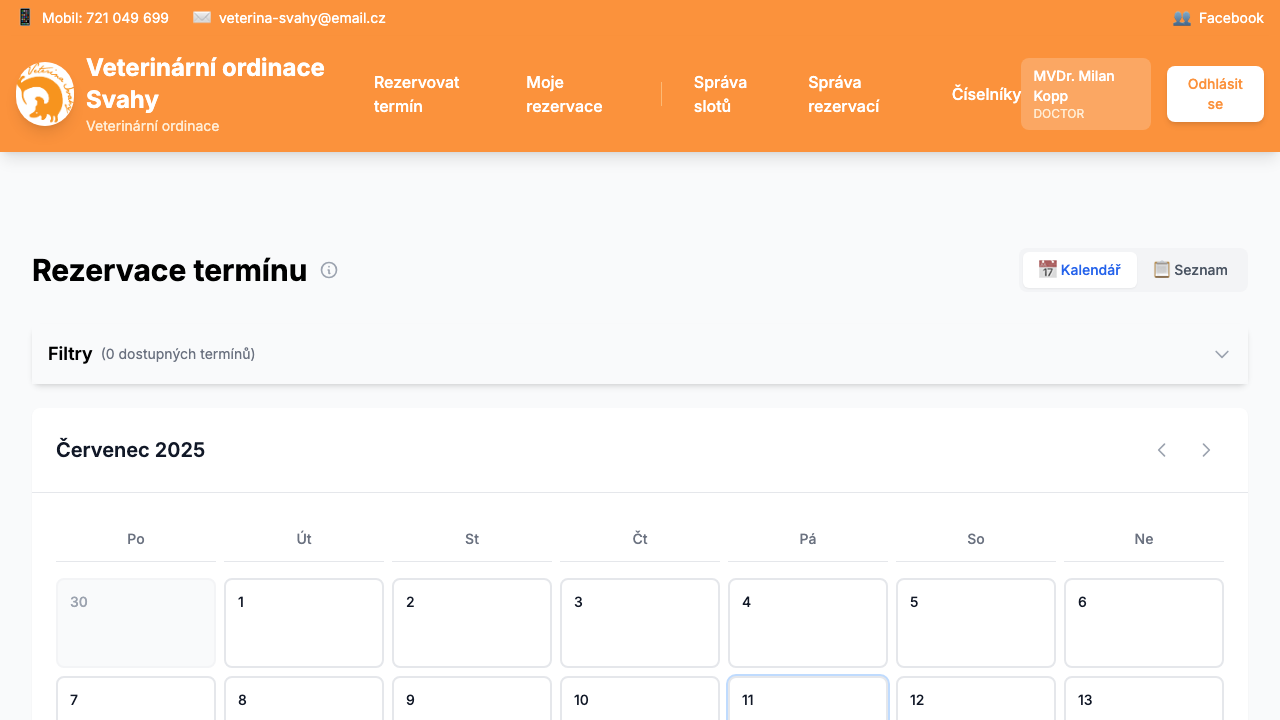 Mobil: 721 049 699
veterina-svahy@email.cz
Facebook
Veterinární ordinace
Svahy
Veterinární ordinace
Rezervovat
termín
Moje
rezervace
Správa
slotů
Správa
rezervací
Číselníky
MVDr. Milan
Kopp
DOCTOR
Odhlásit
se
Rezervace termínu
Kalendář
Seznam
Filtry (0 dostupných termínů)
Červenec 2025
Po Út St Čt Pá So Ne
30 1 2 3 4 5 6
7 8 9 10 11 12 13